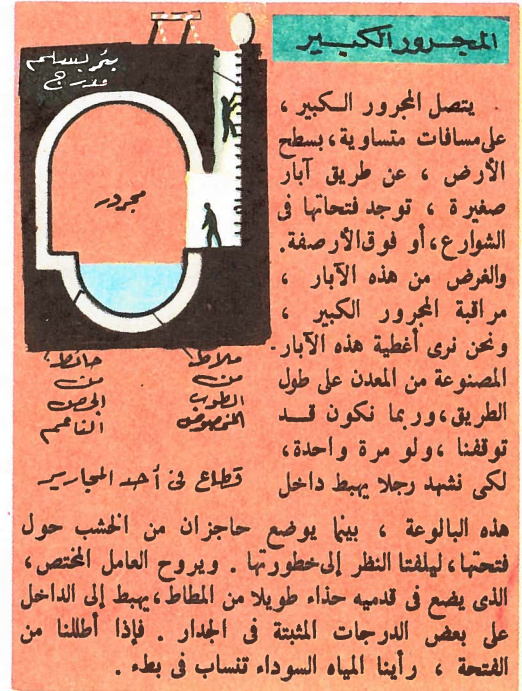 المجرور الكبير
يتصل المجرور الكبير ،
على مسافات متساوية ، بسطح
الأرض ، عن طريق آبار
صغيرة ، توجد فتحاتها فى
الشوارع ، أو فوق الأرصفة .
والغرض من هذه الآبار ،
مراقبة المجرور الكبير ،
ونحن نرى أغطية هذه الآبار
المصنوعة من المعدن على طول
الطريق ، وربما نكون قد
توقفنا ، ولو مرة واحدة ،
لكى نشهد رجلا يهبط داخل
هذه البالوعة ، بينما يوضع حاجزان من الخشب حول
فتحتها ، ليلفتا النظر إلى خطورتها . ويروح العامل المختص ،
الذى يضع فى قدميه حذاء طويلا من المطاط ، يهبط إلى الداخل
على بعض الدرجات المثبتة فى الجدار . فإذا أطللنا من
الفتحة ، رأينا المياه السوداء تنساب فى بطء .
بئر بسلم
مدرج
مجرور
ملاط
من
الطوب
المرصوص
حائط
من
الجص
الناعم
قطاع فى أحد المجارير